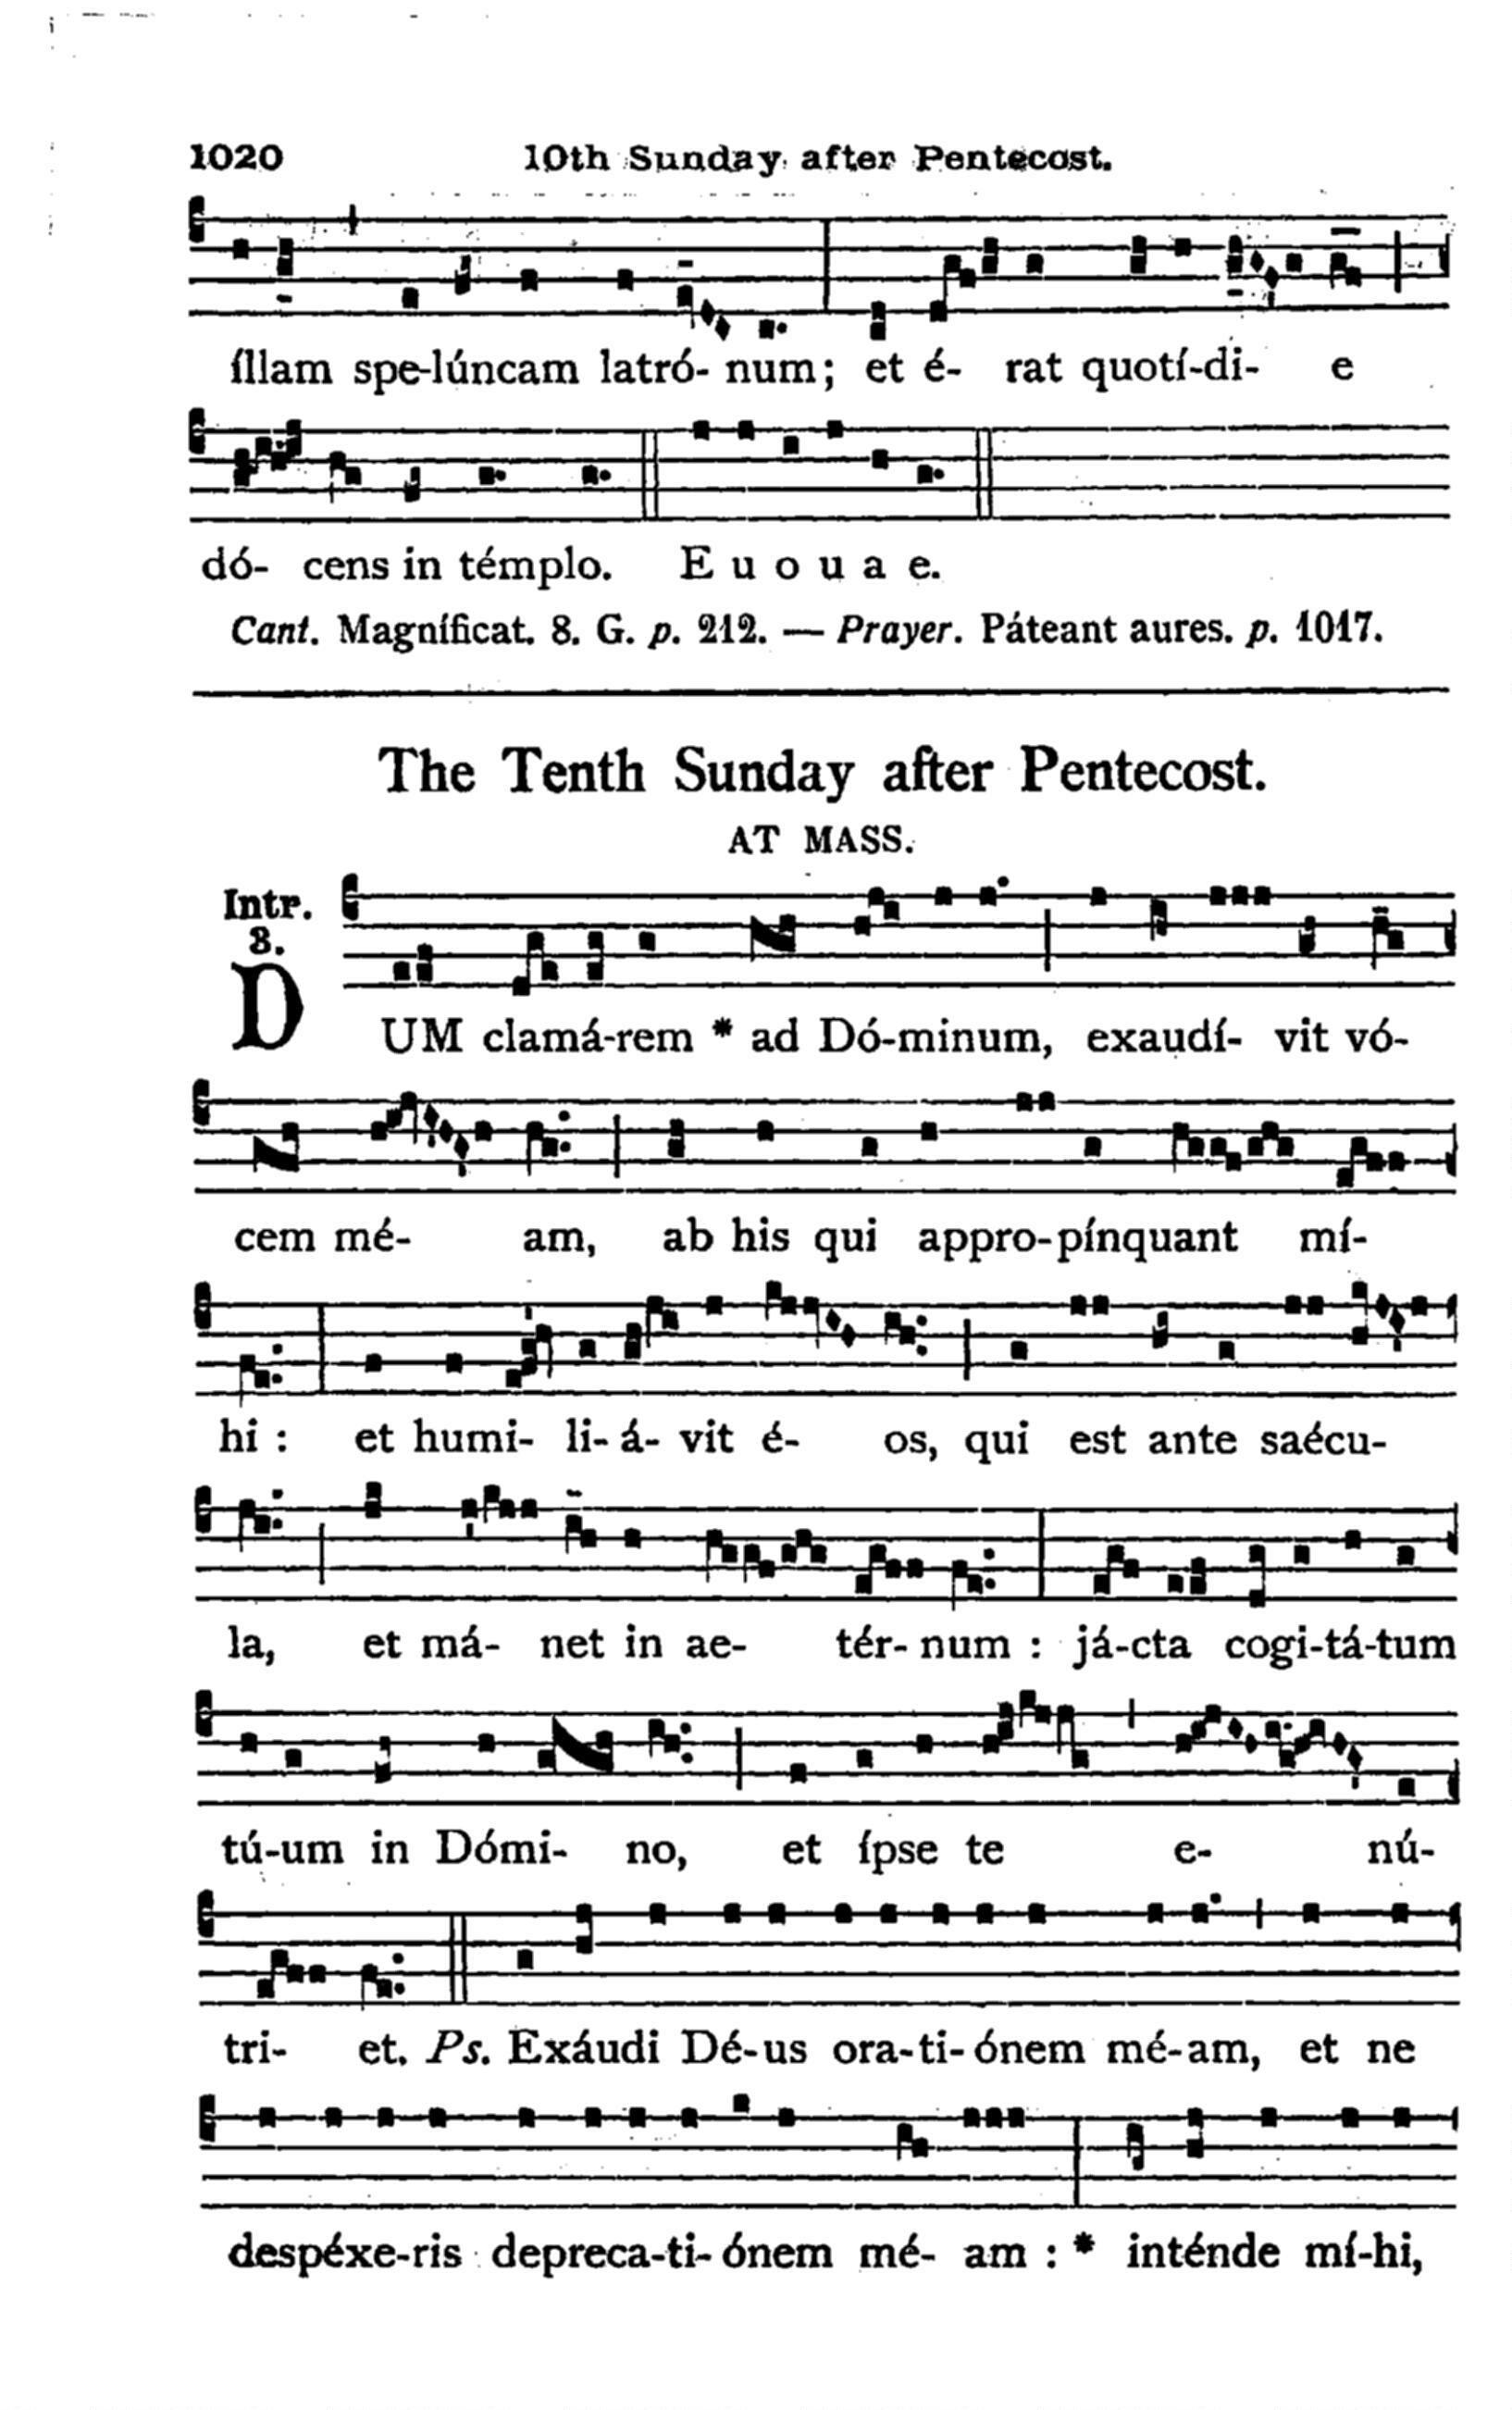 1020 10th Sunday after Pentecost.
íllam spe-lúncam latró- num; et é- rat quotí-di- e
dó- cens in témplo. E u o u a e.
Cant. Magníficat. 8. G. p. 212. — Prayer. Páteant aures. p. 1017.
The Tenth Sunday after Pentecost.
AT MASS.
Intr.
3.
DUM clamá-rem * ad Dó-minum, exaudí- vit vó-
cem mé- am, ab his qui appro-pínquant mí-
hi : et humi- li- á- vit é- os, qui est ante saécu-
la, et má- net in ae- tér- num : já-cta cogi-tá-tum
tú-um in Dómi- no, et ípse te e- nú-
tri- et. Ps. Exáudi Dé-us ora-ti-ónem mé-am, et ne
despéxe-ris depreca-ti-ónem mé- am : * inténde mí-hi,